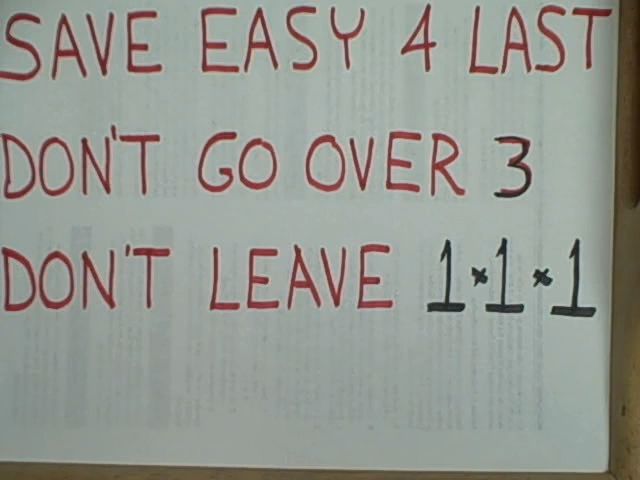 SAVE EASY 4 LAST
DON'T GO OVER 3
DON'T LEAVE 1×1×1